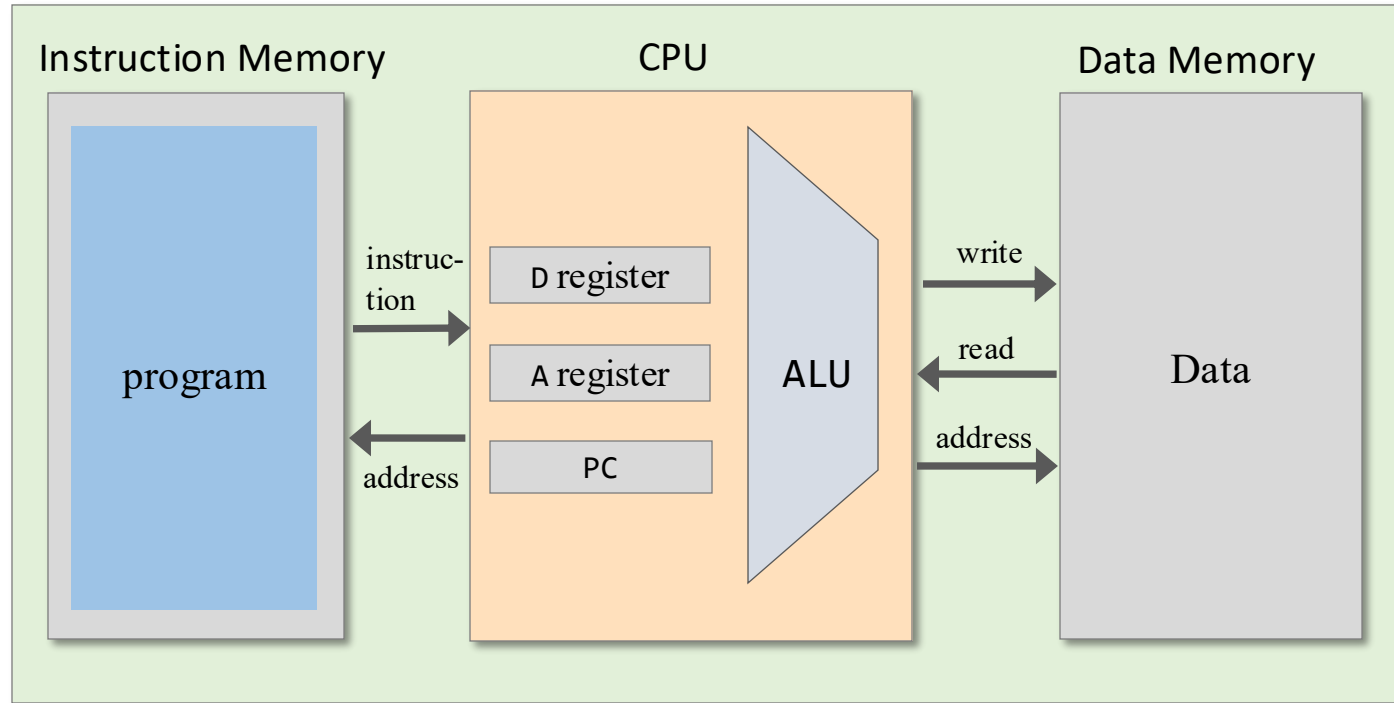 Instruction Memory
CPU
Data Memory
instruc-
tion
D register
write
program
A register
ALU
read
Data
address
PC
address